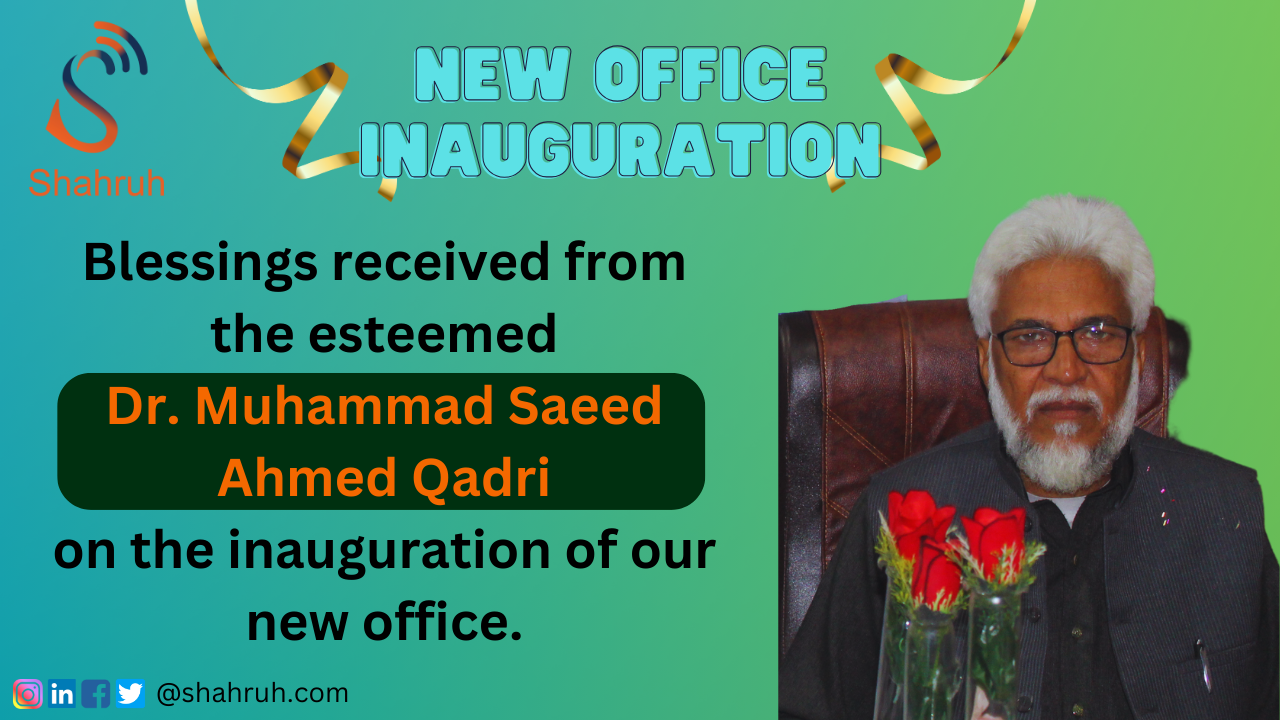 Shahruh
NEW OFFICE
INAUGURATION
Blessings received from
the esteemed
Dr. Muhammad Saeed
Ahmed Qadri
on the inauguration of our
new office.
in
@shahruh.com